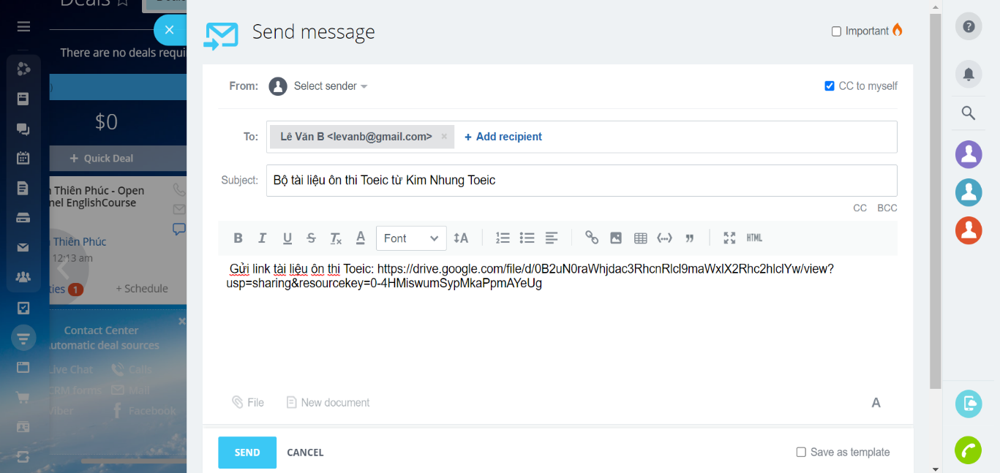 Deals
There are no deals requi
$0
+ Quick Deal
Thiên Phúc - Open
nel EnglishCourse
Thiên Phúc
12:13 am
ties 1
+ Schedule
Contact Center
utomatic deal sources
Live Chat
Calls
CRM forms
Mail
Viber
Facebook
Send message
Important
From: Select sender
CC to myself
To: Lê Văn B <levanb@gmail.com> × + Add recipient
Subject: Bộ tài liệu ôn thi Toeic từ Kim Nhung Toeic
CC BCC
B I U S Tx A Font A HTML
Gửi link tài liệu ôn thi Toeic: https://drive.google.com/file/d/0B2uN0raWhjdac3RhcnRlcl9maWxlX2Rhc2hlclYw/view?
usp=sharing&resourcekey=0-4HMiswumSypMkaPpmAYeUg
File New document A
SEND CANCEL
Save as template